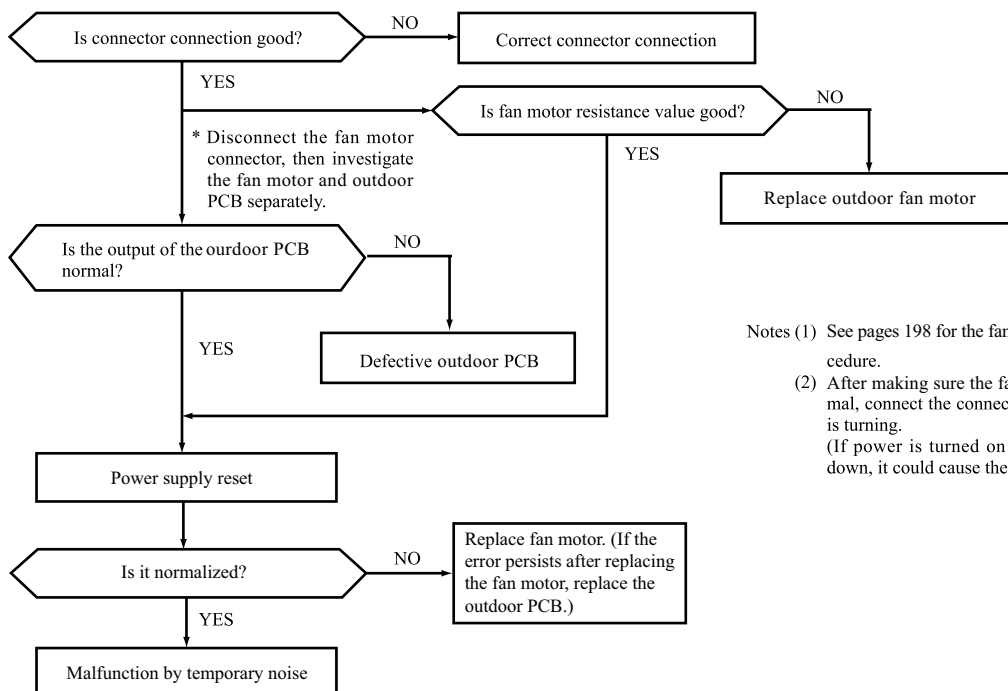 Is connector connection good?
NO
Correct connector connection
YES
Is fan motor resistance value good?
NO
* Disconnect the fan motor
connector, then investigate
the fan motor and outdoor
PCB separately.
YES
Replace outdoor fan motor
Is the output of the ourdoor PCB
normal?
NO
YES
Defective outdoor PCB
Notes (1) See pages 198 for the fan
cedure.
(2) After making sure the fa
mal, connect the connec
is turning.
(If power is turned on
down, it could cause the
Power supply reset
Is it normalized?
NO
Replace fan motor. (If the
error persists after replacing
the fan motor, replace the
outdoor PCB.)
YES
Malfunction by temporary noise